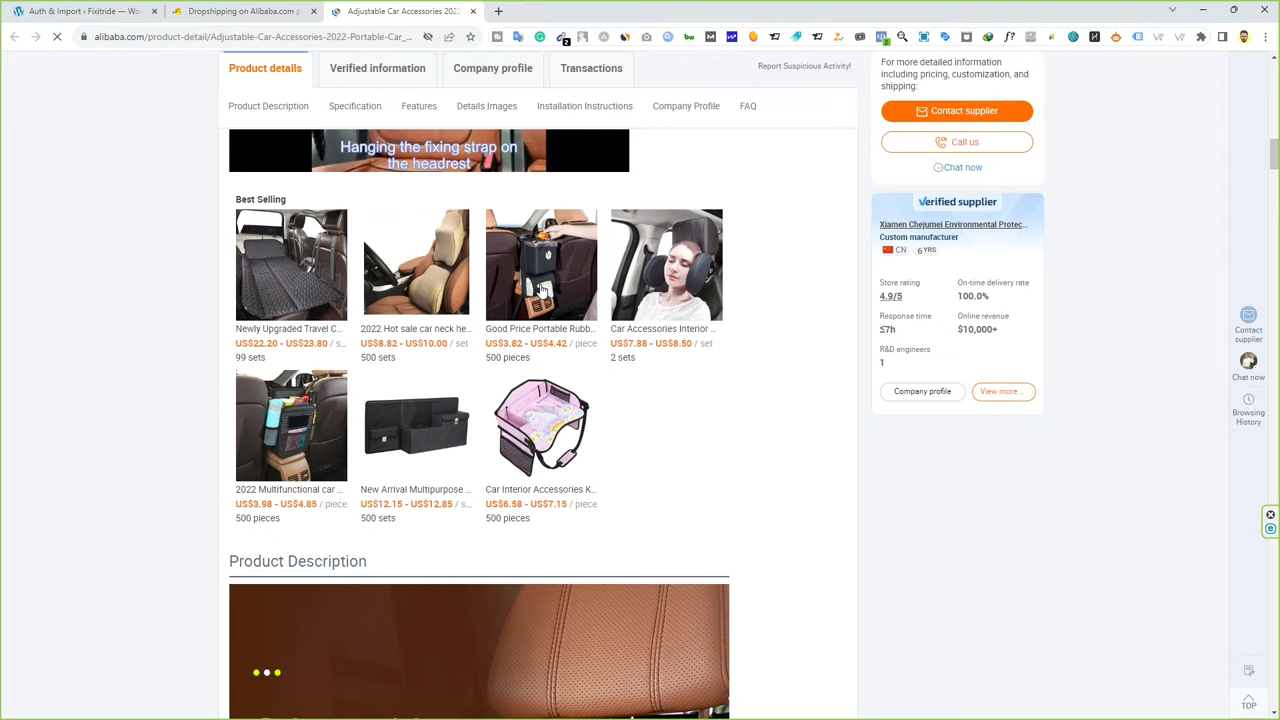 Auth & Import ‹ Fixitride — Wor
Dropshipping on Alibaba.com p
Adjustable Car Accessories 2022
alibaba.com/product-detail/Adjustable-Car-Accessories-2022-Portable-Car_...
Product details
Verified information
Company profile
Transactions
Report Suspicious Activity!
Product Description
Specification
Features
Details Images
Installation Instructions
Company Profile
FAQ
Hanging the fixing strap on
the headrest
Best Selling
Newly Upgraded Travel C...
2022 Hot sale car neck he...
Good Price Portable Rubb...
Car Accessories Interior ...
US$22.20 - US$23.80 / s...
US$8.82 - US$10.00 / set
US$3.82 - US$4.42 / piece
US$7.88 - US$8.50 / set
99 sets
500 sets
500 pieces
2 sets
2022 Multifunctional car ...
New Arrival Multipurpose ...
Car Interior Accessories K...
US$3.98 - US$4.85 / piece
US$12.15 - US$12.85 / s...
US$6.58 - US$7.15 / piece
500 pieces
500 sets
500 pieces
Product Description
For more detailed information
including pricing, customization, and
shipping:
Contact supplier
Call us
Chat now
Verified supplier
Xiamen Chejumei Environmental Protec...
Custom manufacturer
CN
6 YRS
Store rating
On-time delivery rate
4.9/5
100.0%
Response time
Online revenue
≤7h
$10,000+
R&D engineers
1
Company profile
View more ...
Contact
supplier
Chat now
Browsing
History
TOP